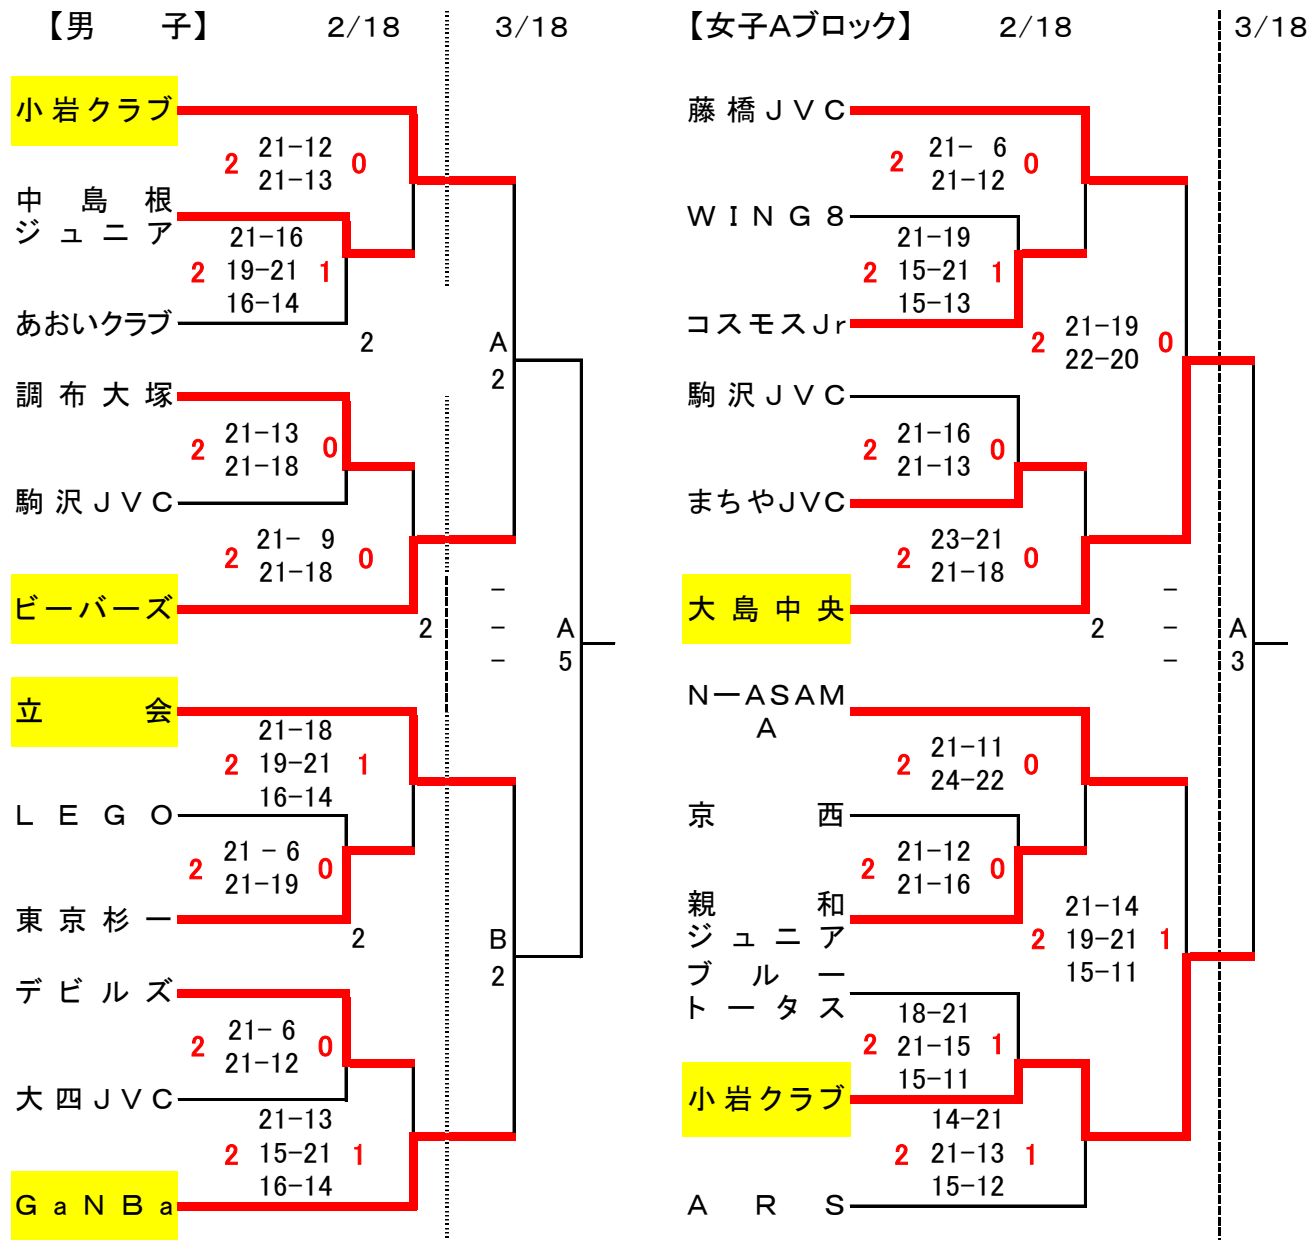 【男　　子】 2/18 3/18
小岩クラブ
2 21-12 0
21-13
中島根
ジュニア
21-16
2 19-21 1
16-14
あおいクラブ
2
A
2
調布大塚
2 21-13 0
21-18
駒沢ＪＶＣ
2 21- 9 0
21-18
ビーバーズ
2
-
-
-
A
5
立会
21-18
2 19-21 1
16-14
ＬＥＧＯ
2 21 - 6 0
21-19
東京杉一
2
B
2
デビルズ
2 21- 6 0
21-12
大四ＪＶＣ
21-13
2 15-21 1
16-14
ＧａＮＢａ
【女子Aブロック】 2/18 3/18
藤橋ＪＶＣ
2 21- 6 0
21-12
ＷＩＮＧ８
21-19
2 15-21 1
15-13
コスモスJr
2 21-19 0
22-20
駒沢ＪＶＣ
2 21-16 0
21-13
まちやJVC
2 23-21 0
21-18
大島中央
2
-
-
-
A
3
N－ASAM
A
2 21-11 0
24-22
京西
2 21-12 0
21-16
親和
ジュニア
21-14
2 19-21 1
15-11
ブルー
トータス
18-21
2 21-15 1
15-11
小岩クラブ
14-21
2 21-13 1
15-12
ＡＲＳ